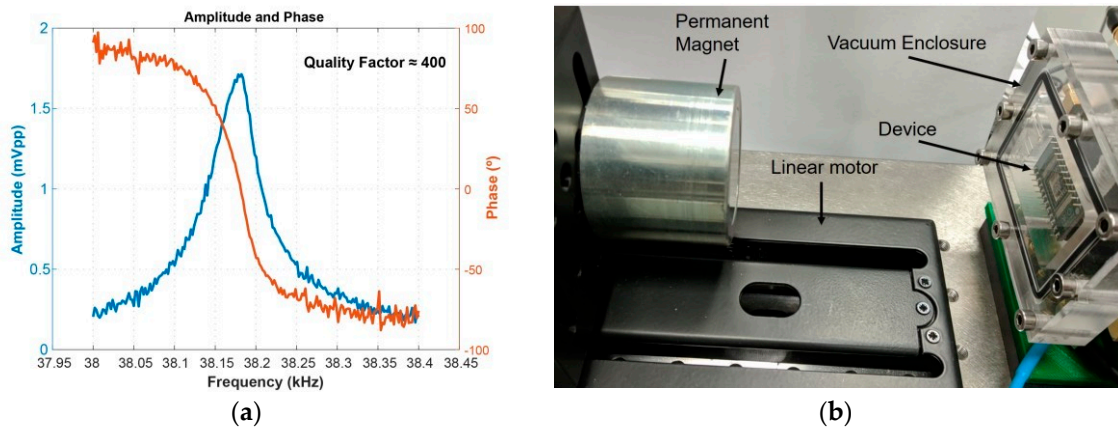 Amplitude and Phase
Quality Factor ≈ 400
Amplitude (mVpp)
2
1.5
1
0.5
0
100
50
0
-50
-100
Phase (º)
37.95 38 38.05 38.1 38.15 38.2 38.25 38.3 38.35 38.4 38.45
Frequency (kHz)
(a)
Permanent
Magnet
Vacuum Enclosure
Device
Linear motor
(b)